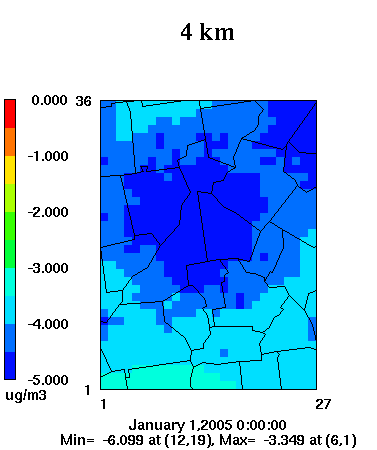 4 km
0.000
-1.000
-2.000
-3.000
-4.000
-5.000
ug/m3
36
1
1
27
January 1,2005 0:00:00
Min= -6.099 at (12,19), Max= -3.349 at (6,1)